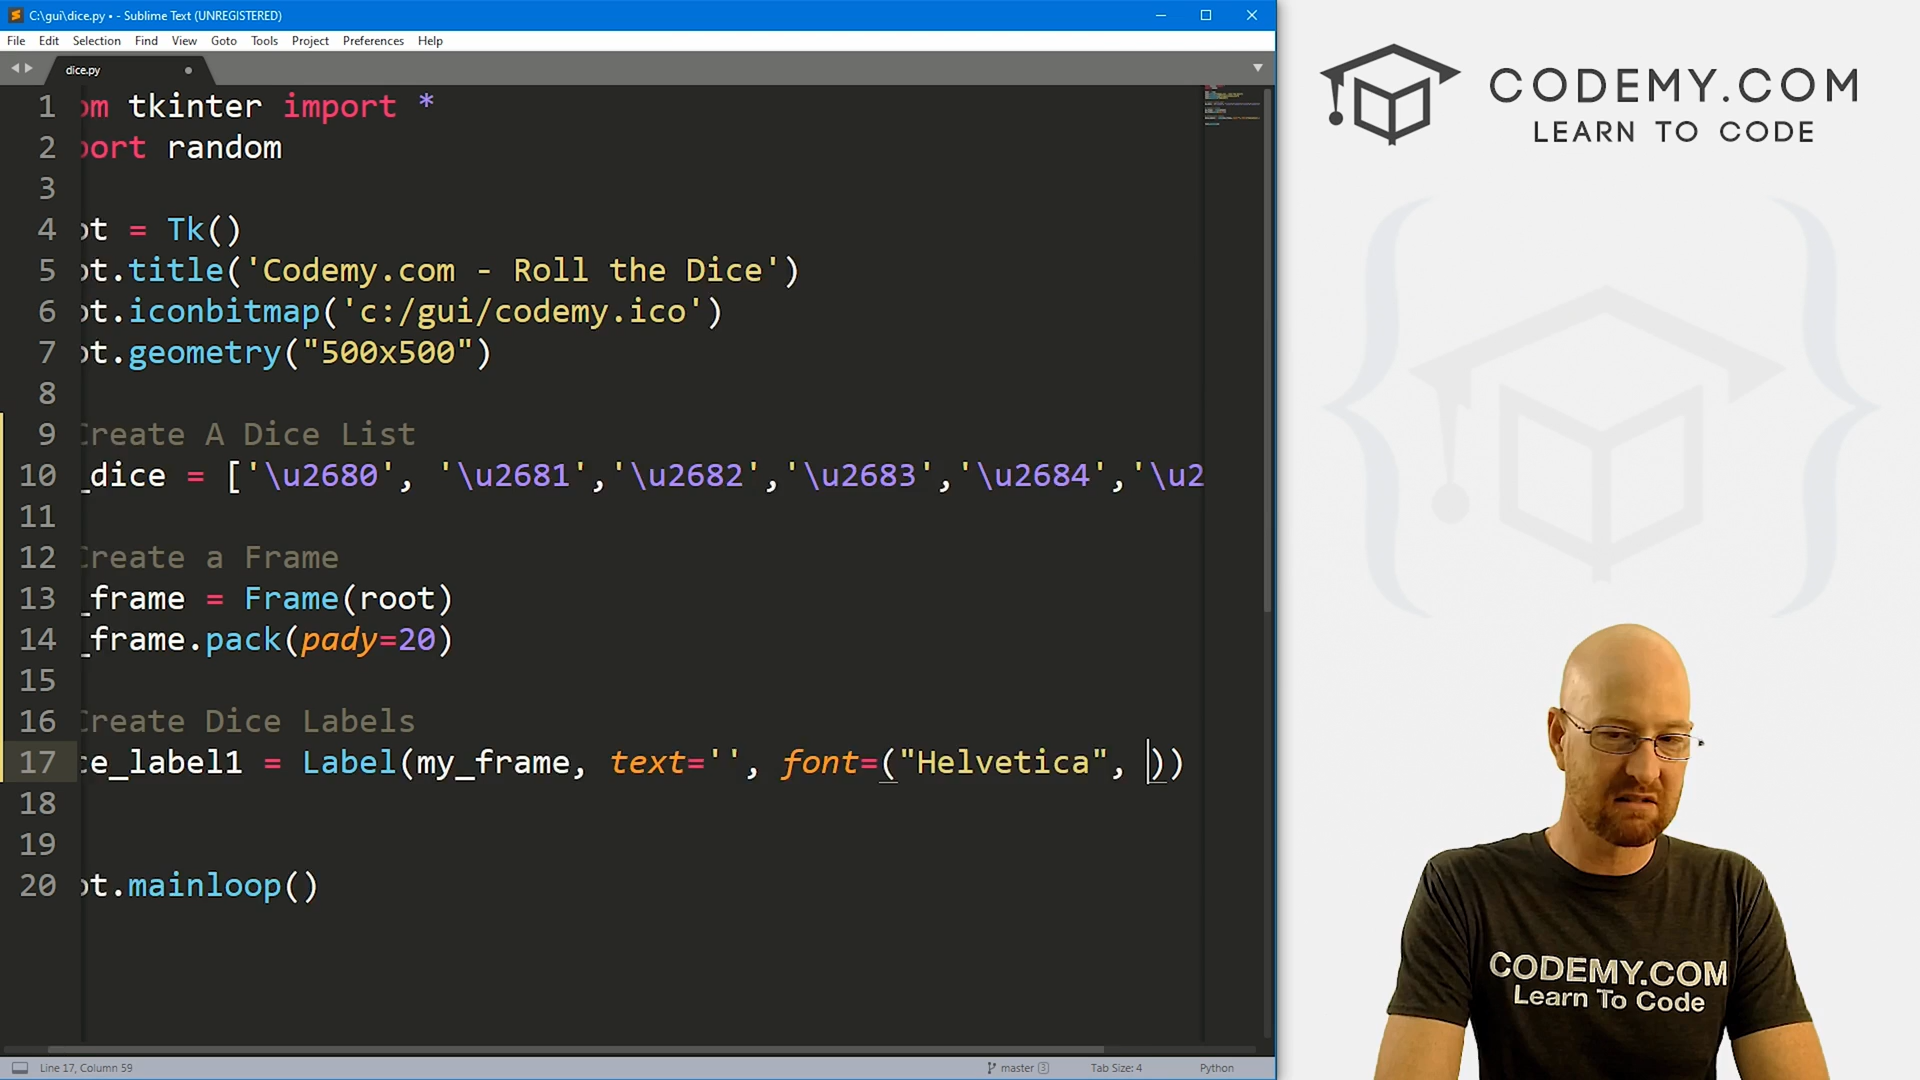 C:\gui\dice.py • - Sublime Text (UNREGISTERED)
File Edit Selection Find View Goto Tools Project Preferences Help
dice.py
1 om tkinter import *
2 port random
3
4 ot = Tk()
5 ot.title('Codemy.com - Roll the Dice')
6 ot.iconbitmap('c:/gui/codemy.ico')
7 ot.geometry("500x500")
8
9 Create A Dice List
10 _dice = ['\u2680', '\u2681','\u2682','\u2683','\u2684','\u2
11
12 Create a Frame
13 _frame = Frame(root)
14 _frame.pack(pady=20)
15
16 Create Dice Labels
17 ce_label1 = Label(my_frame, text='', font=("Helvetica", ))
18
19
20 ot.mainloop()
Line 17, Column 59
master 3
Tab Size: 4
Python
CODEMY.COM
LEARN TO CODE
CODEMY.COM
Learn To Code